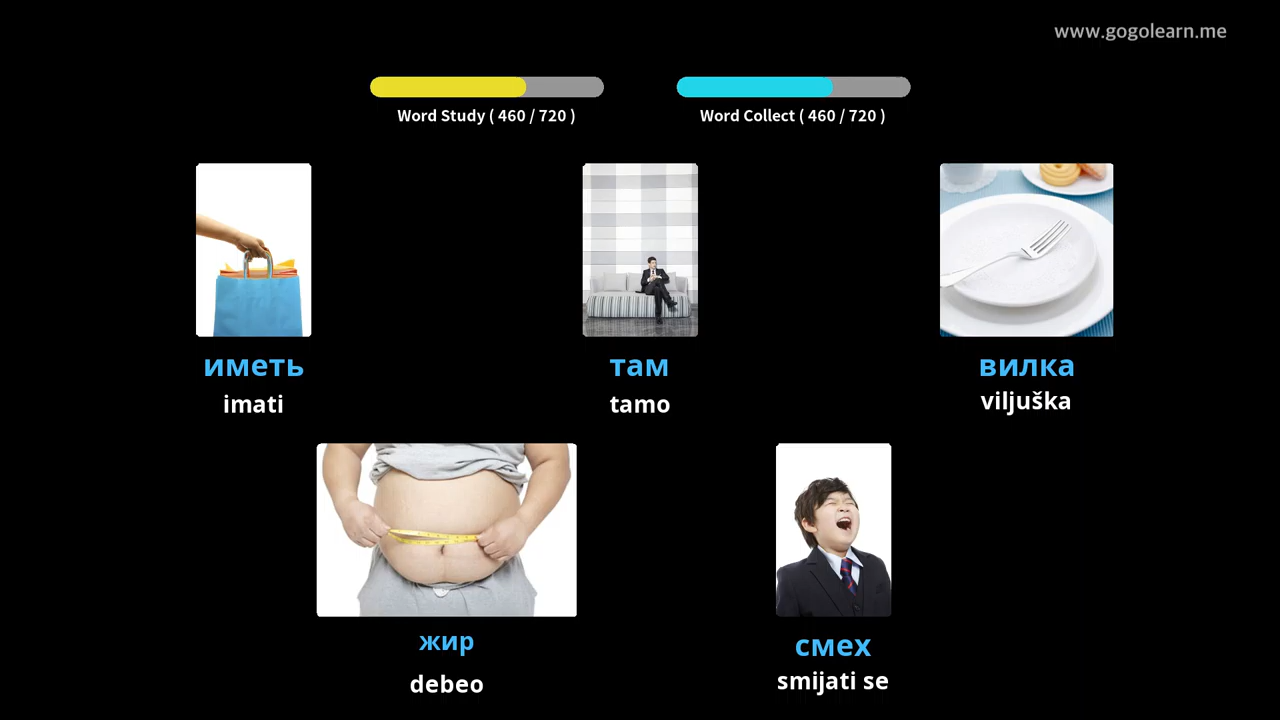 www.gogolearn.me
Word Study ( 460 / 720 )
Word Collect ( 460 / 720 )
иметь
imati
там
tamo
вилка
viljuška
жир
debeo
смех
smijati se